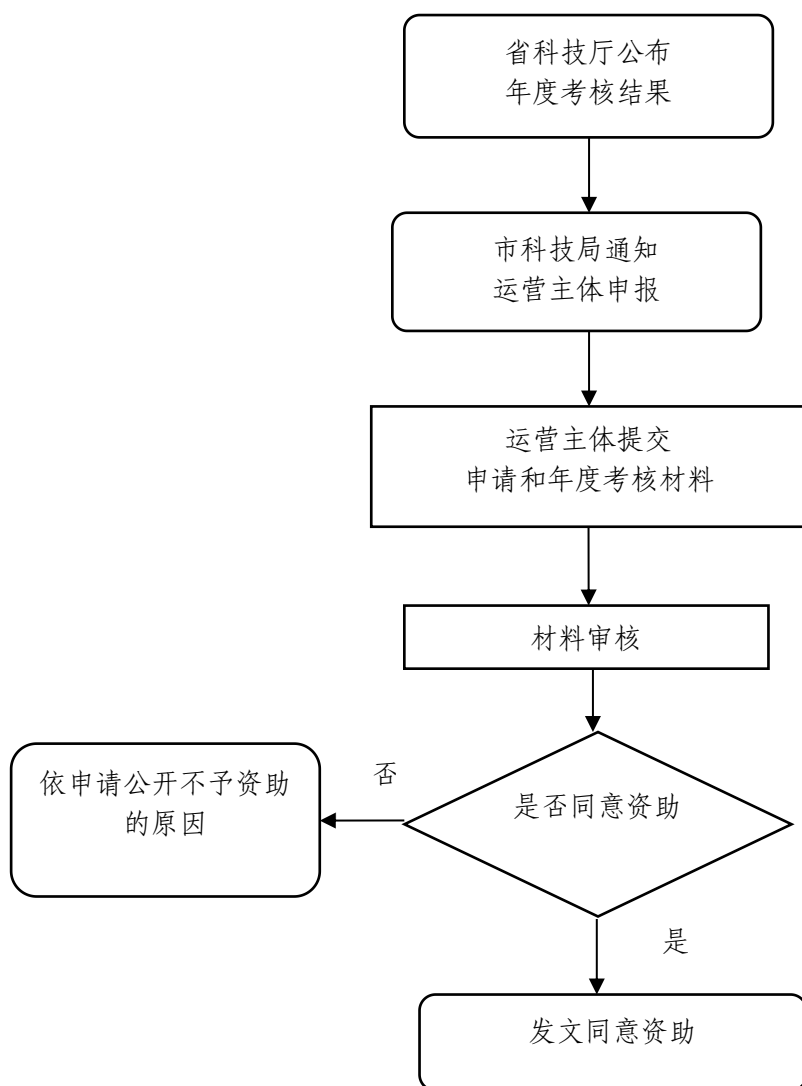 省科技厅公布
年度考核结果
市科技局通知
运营主体申报
运营主体提交
申请和年度考核材料
材料审核
是否同意资助
否
依申请公开不予资助
的原因
是
发文同意资助